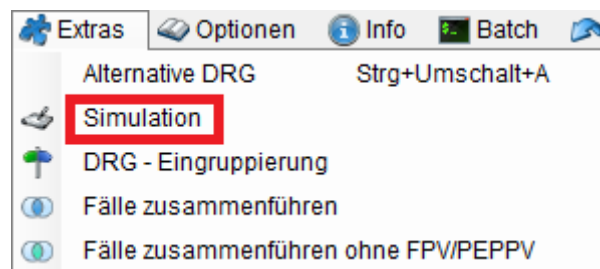 Extras Optionen Info Batch
Alternative DRG Strg+Umschalt+A
Simulation
DRG - Eingruppierung
Fälle zusammenführen
Fälle zusammenführen ohne FPV/PEPPV